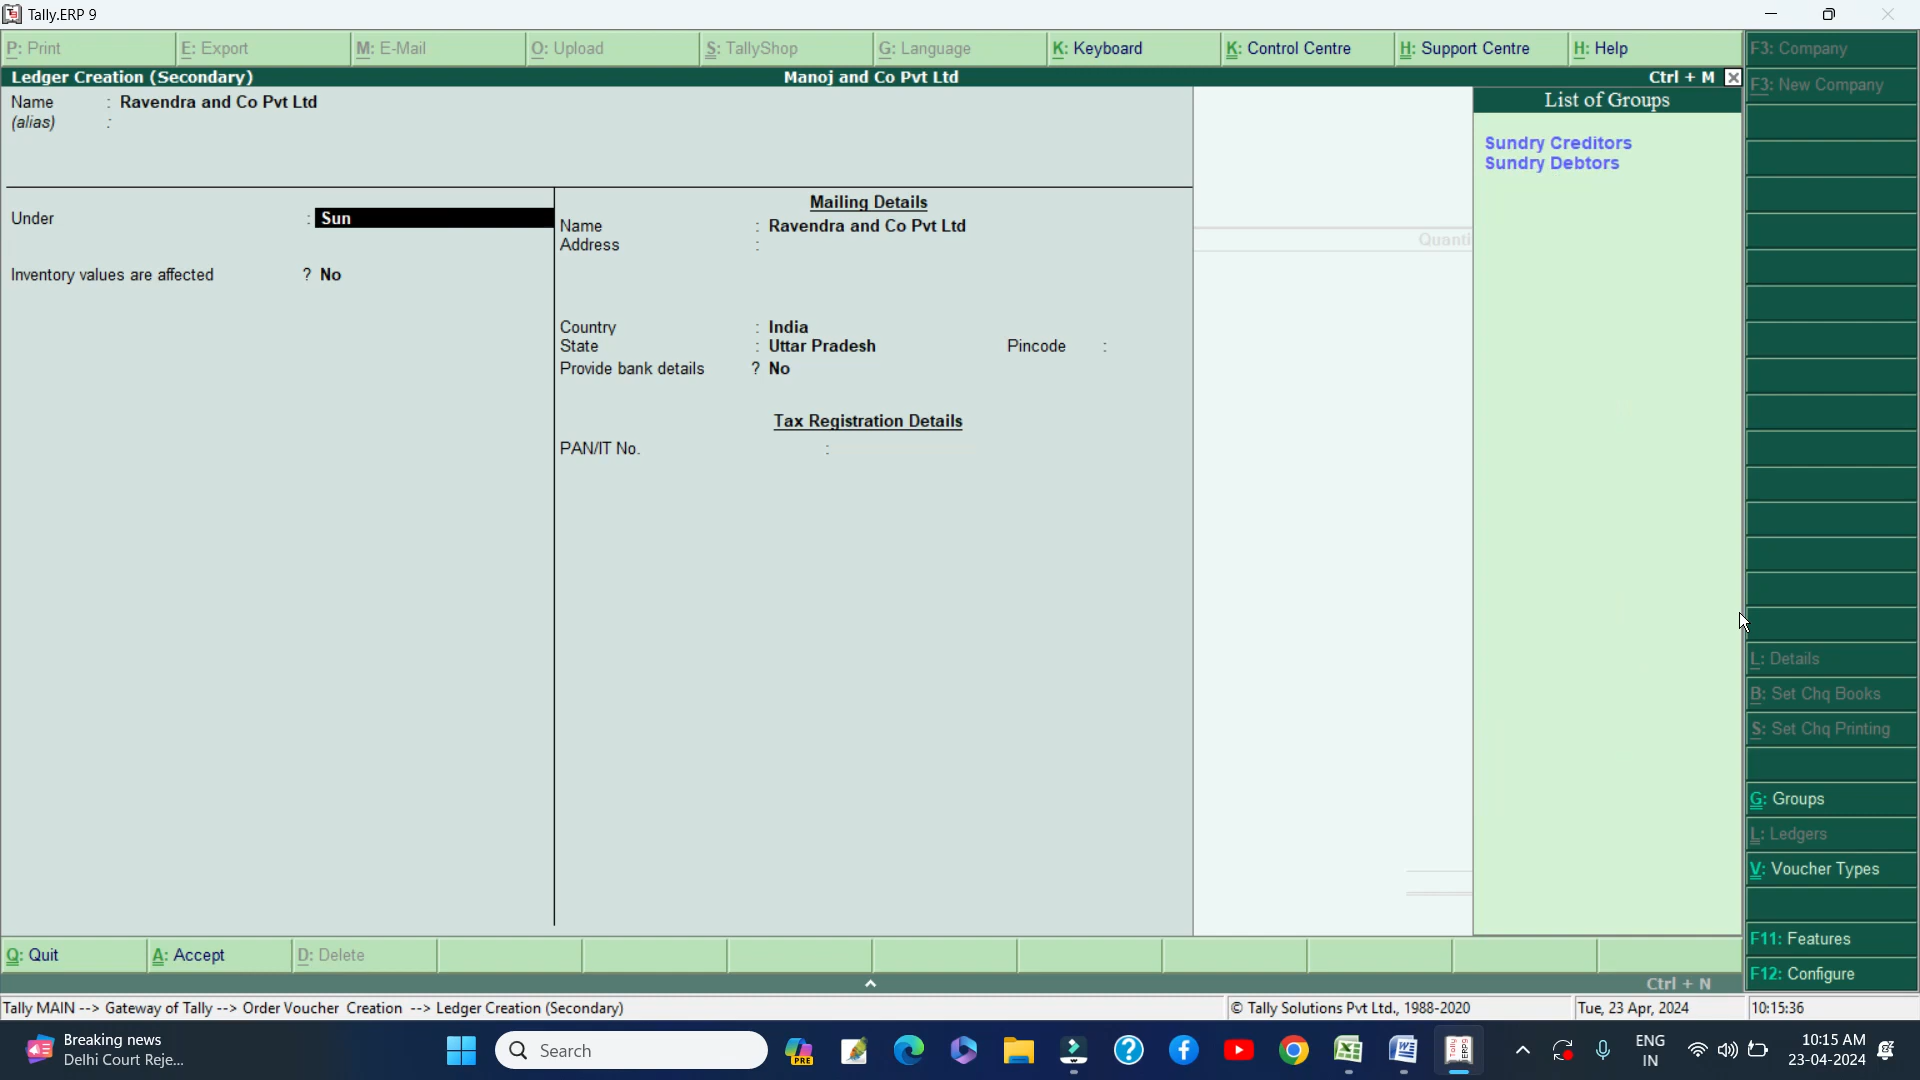 Tally.ERP 9
P: Print
E: Export
M: E-Mail
O: Upload
S: TallyShop
G: Language
K: Keyboard
K: Control Centre
H: Support Centre
H: Help
F3: Company
Ledger Creation (Secondary)
Manoj and Co Pvt Ltd
Ctrl + M
F3: New Company
Name : Ravendra and Co Pvt Ltd
(alias) :
List of Groups
Sundry Creditors
Sundry Debtors
Under : Sun
Inventory values are affected ? No
Mailing Details
Name : Ravendra and Co Pvt Ltd
Address :
Country : India
State : Uttar Pradesh Pincode :
Provide bank details ? No
Tax Registration Details
PAN/IT No. :
Quanti
L: Details
B: Set Chq Books
S: Set Chq Printing
G: Groups
L: Ledgers
V: Voucher Types
F11: Features
F12: Configure
Q: Quit
A: Accept
D: Delete
Ctrl + N
Tally MAIN --> Gateway of Tally --> Order Voucher Creation --> Ledger Creation (Secondary)
© Tally Solutions Pvt Ltd., 1988-2020
Tue, 23 Apr, 2024
10:15:36
Breaking news
Delhi Court Reje...
Search
PRE
Tally
ERP9
ENG
IN
10:15 AM
23-04-2024